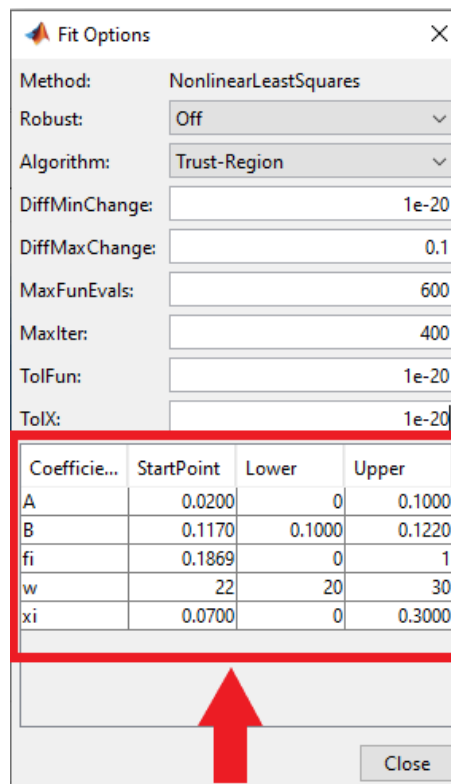 Fit Options
Method: NonlinearLeastSquares
Robust: Off
Algorithm: Trust-Region
DiffMinChange: 1e-20
DiffMaxChange: 0.1
MaxFunEvals: 600
MaxIter: 400
TolFun: 1e-20
TolX: 1e-20
Coefficie... StartPoint Lower Upper
A 0.0200 0 0.1000
B 0.1170 0.1000 0.1220
fi 0.1869 0 1
w 22 20 30
xi 0.0700 0 0.3000
Close